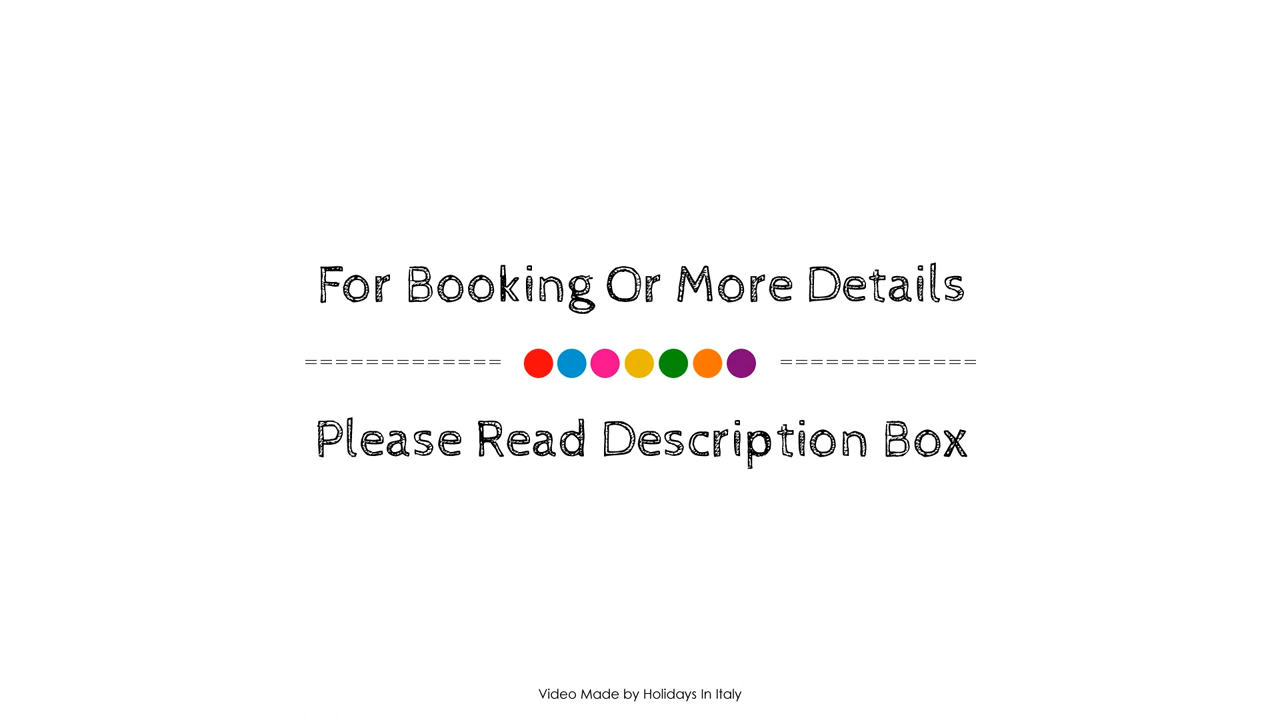 For Booking Or More Details
============= =============
Please Read Description Box
Video Made by Holidays In Italy